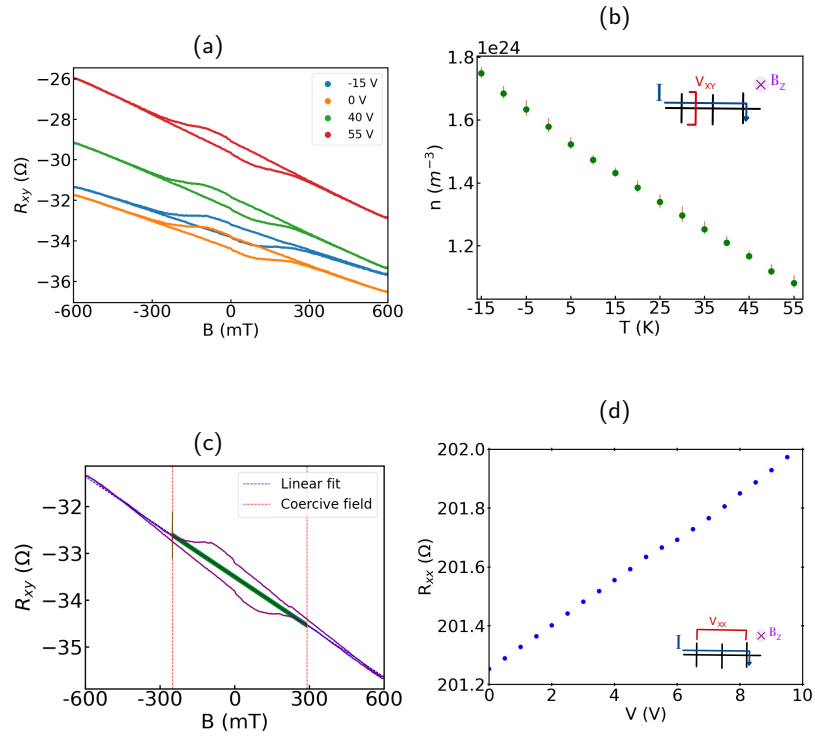 (a)
−26
−28
−30
−32
−34
−36
-600
-300
0
300
600
R_xy (Ω)
B (mT)
-15 V
0 V
40 V
55 V
(b)
1e24
1.8
1.6
1.4
1.2
-15
-5
5
15
25
35
45
55
n (m⁻³)
T (K)
I
V_XY
B_Z
(c)
−32
−33
−34
−35
-600
-300
0
300
600
R_xy (Ω)
B (mT)
Linear fit
Coercive field
(d)
202.0
201.8
201.6
201.4
201.2
0
2
4
6
8
10
R_xx (Ω)
V (V)
I
V_xx
B_Z